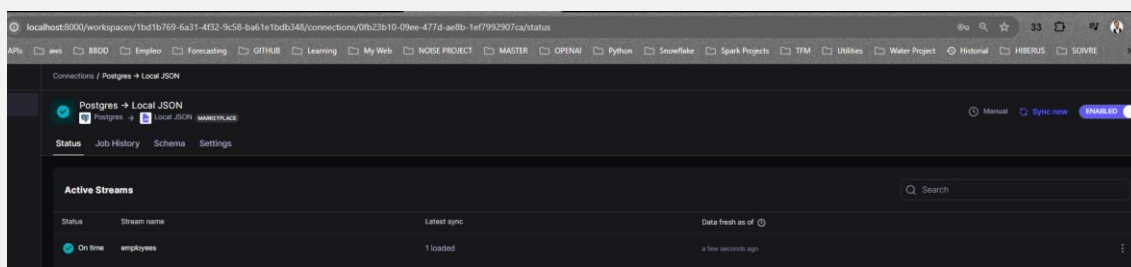 localhost:8000/workspaces/1bd1b769-6a31-4f32-9c58-ba61e1bdb348/connections/0fb23b10-09ee-477d-ae8b-1ef7992907ca/status 33
APIs aws BBDD Empleo Forecasting GITHUB Learning My Web NOISE PROJECT MASTER OPENAI Python Snowflake Spark Projects TFM Utilities Water Project Historial HIBERUS SOIVRE
Connections / Postgres → Local JSON
Postgres → Local JSON
Postgres → Local JSON MARKETPLACE
Manual Sync now ENABLED
Status Job History Schema Settings
Active Streams Search
Status Stream name Latest sync Data fresh as of
On time employees 1 loaded a few seconds ago